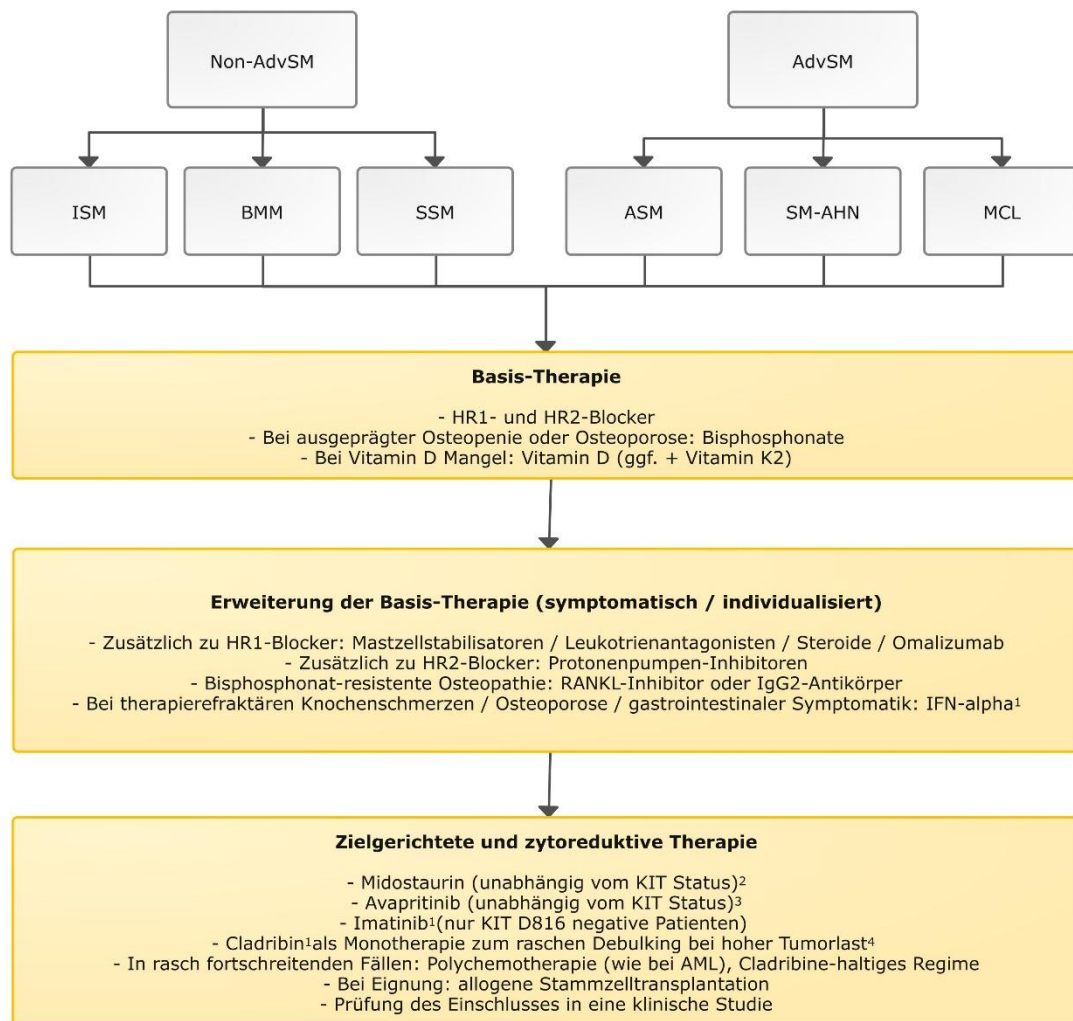 Non-AdvSM
AdvSM
ISM
BMM
SSM
ASM
SM-AHN
MCL
Basis-Therapie
- HR1- und HR2-Blocker
- Bei ausgeprägter Osteopenie oder Osteoporose: Bisphosphonate
- Bei Vitamin D Mangel: Vitamin D (ggf. + Vitamin K2)
Erweiterung der Basis-Therapie (symptomatisch / individualisiert)
- Zusätzlich zu HR1-Blocker: Mastzellstabilisatoren / Leukotrienantagonisten / Steroide / Omalizumab
- Zusätzlich zu HR2-Blocker: Protonenpumpen-Inhibitoren
- Bisphosphonat-resistente Osteopathie: RANKL-Inhibitor oder IgG2-Antikörper
- Bei therapierefraktären Knochenschmerzen / Osteoporose / gastrointestinaler Symptomatik: IFN-alpha¹
Zielgerichtete und zytoreduktive Therapie
- Midostaurin (unabhängig vom KIT Status)²
- Avapritinib (unabhängig vom KIT Status)³
- Imatinib¹(nur KIT D816 negative Patienten)
- Cladribin¹als Monotherapie zum raschen Debulking bei hoher Tumorlast⁴
- In rasch fortschreitenden Fällen: Polychemotherapie (wie bei AML), Cladribine-haltiges Regime
- Bei Eignung: allogene Stammzelltransplantation
- Prüfung des Einschlusses in eine klinische Studie